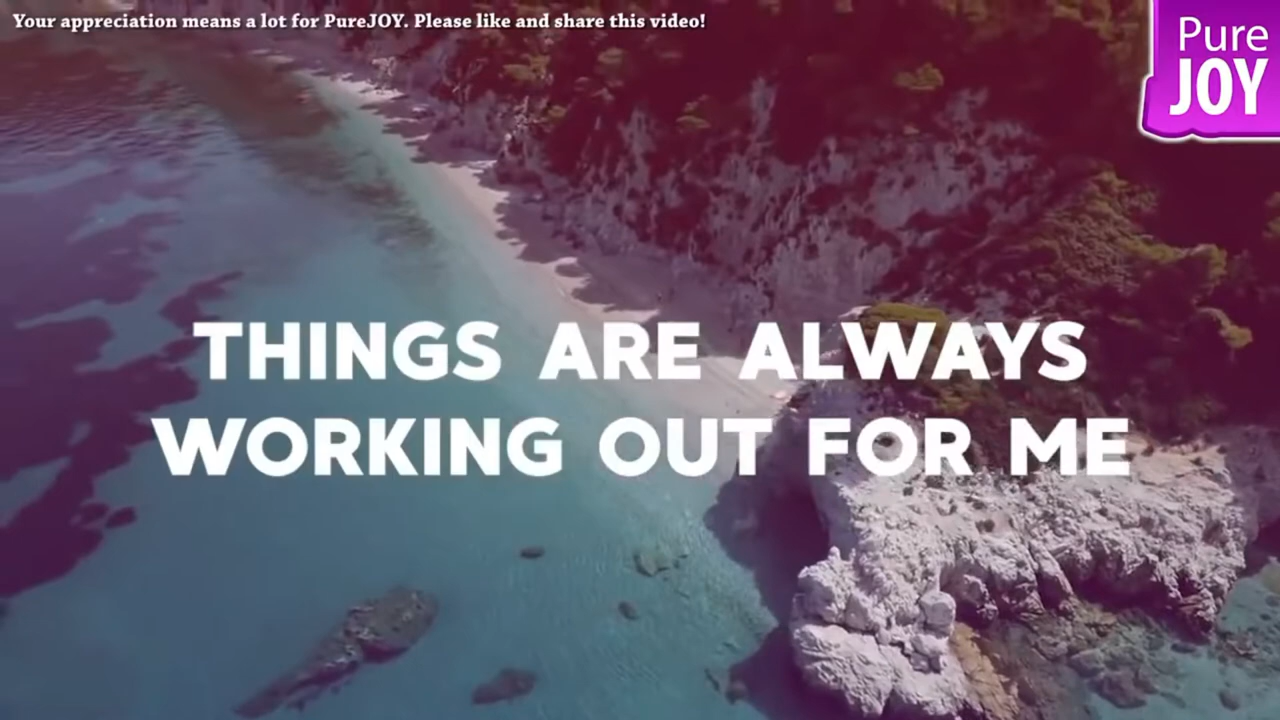 Your appreciation means a lot for PureJOY. Please like and share this video!
Pure
JOY
THINGS ARE ALWAYS
WORKING OUT FOR ME